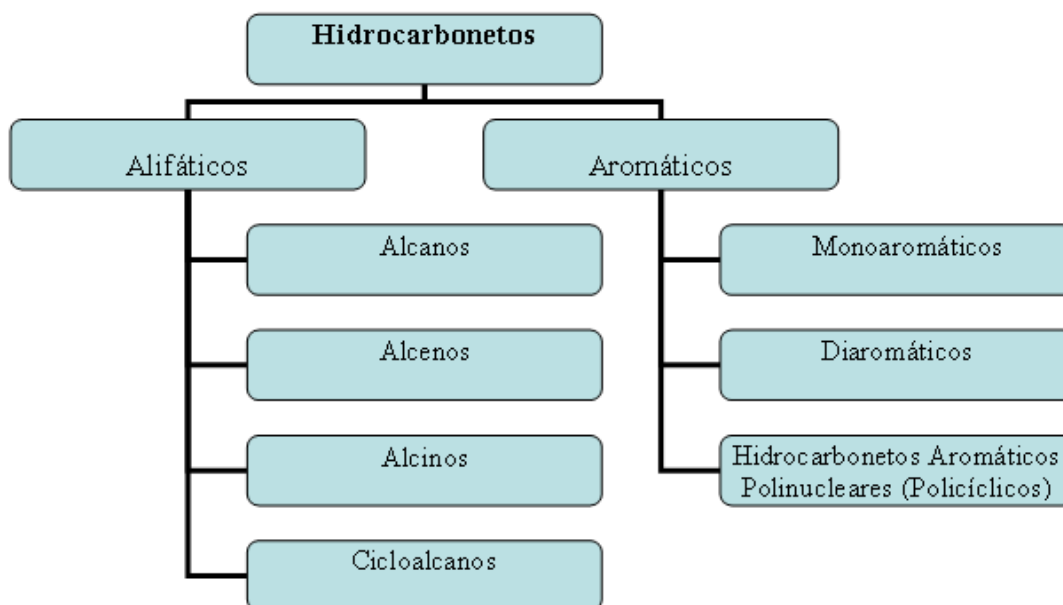 Hidrocarbonetos
Alifáticos
Aromáticos
Alcanos
Monoaromáticos
Alcenos
Diaromáticos
Alcinos
Hidrocarbonetos Aromáticos
Polinucleares (Policíclicos)
Cicloalcanos